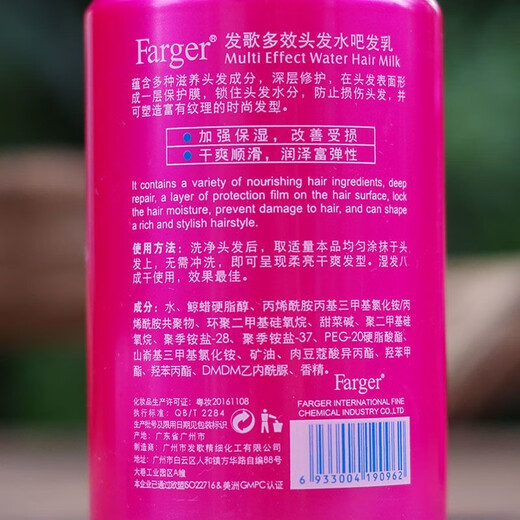 Farger® 发歌多效头发水吧发乳
Multi Effect Water Hair Milk
蕴含多种滋养头发成分，深层修护，在头发表面形
成一层保护膜，锁住头发水分，防止损伤头发，并
可塑造富有纹理的时尚发型。
加强保湿，改善受损
干爽顺滑，润泽富弹性
It contains a variety of nourishing hair ingredients, deep
repair, a layer of protection film on the hair surface, lock
the hair moisture, prevent damage to hair, and can shape
a rich and stylish hairstyle.
使用方法：洗净头发后，取适量本品均匀涂抹于头
发上，无需冲洗，即可呈现柔亮干爽发型。湿发八
成干使用，效果最佳。
成分：水、鲸蜡硬脂醇、丙烯酰胺丙基三甲基氯化铵/丙
烯酰胺共聚物、环聚二甲基硅氧烷、甜菜碱、聚二甲基硅
氧烷、聚季铵盐-28、聚季铵盐-37、PEG-20硬脂酸酯、
山嵛基三甲基氯化铵、矿油、肉豆蔻酸异丙酯、羟苯甲
酯、羟苯丙酯、DMDM乙内酰脲、香精。
化妆品生产许可证：粤妆20161108
执行标准：QB/T 2284
生产批号及限用日期见包装标识
产地：广东省广州市
制造商：广州市发歌精细化工有限公司
地址：广州市白云区人和镇方华路自编88号
大巷工业园区A幢
本企业已通过欧盟ISO22716＆美洲GMPC认证
Farger®
FARGER INTERNATIONAL FINE
CHEMICAL INDUSTRY CO.,LTD
6 933004 190962